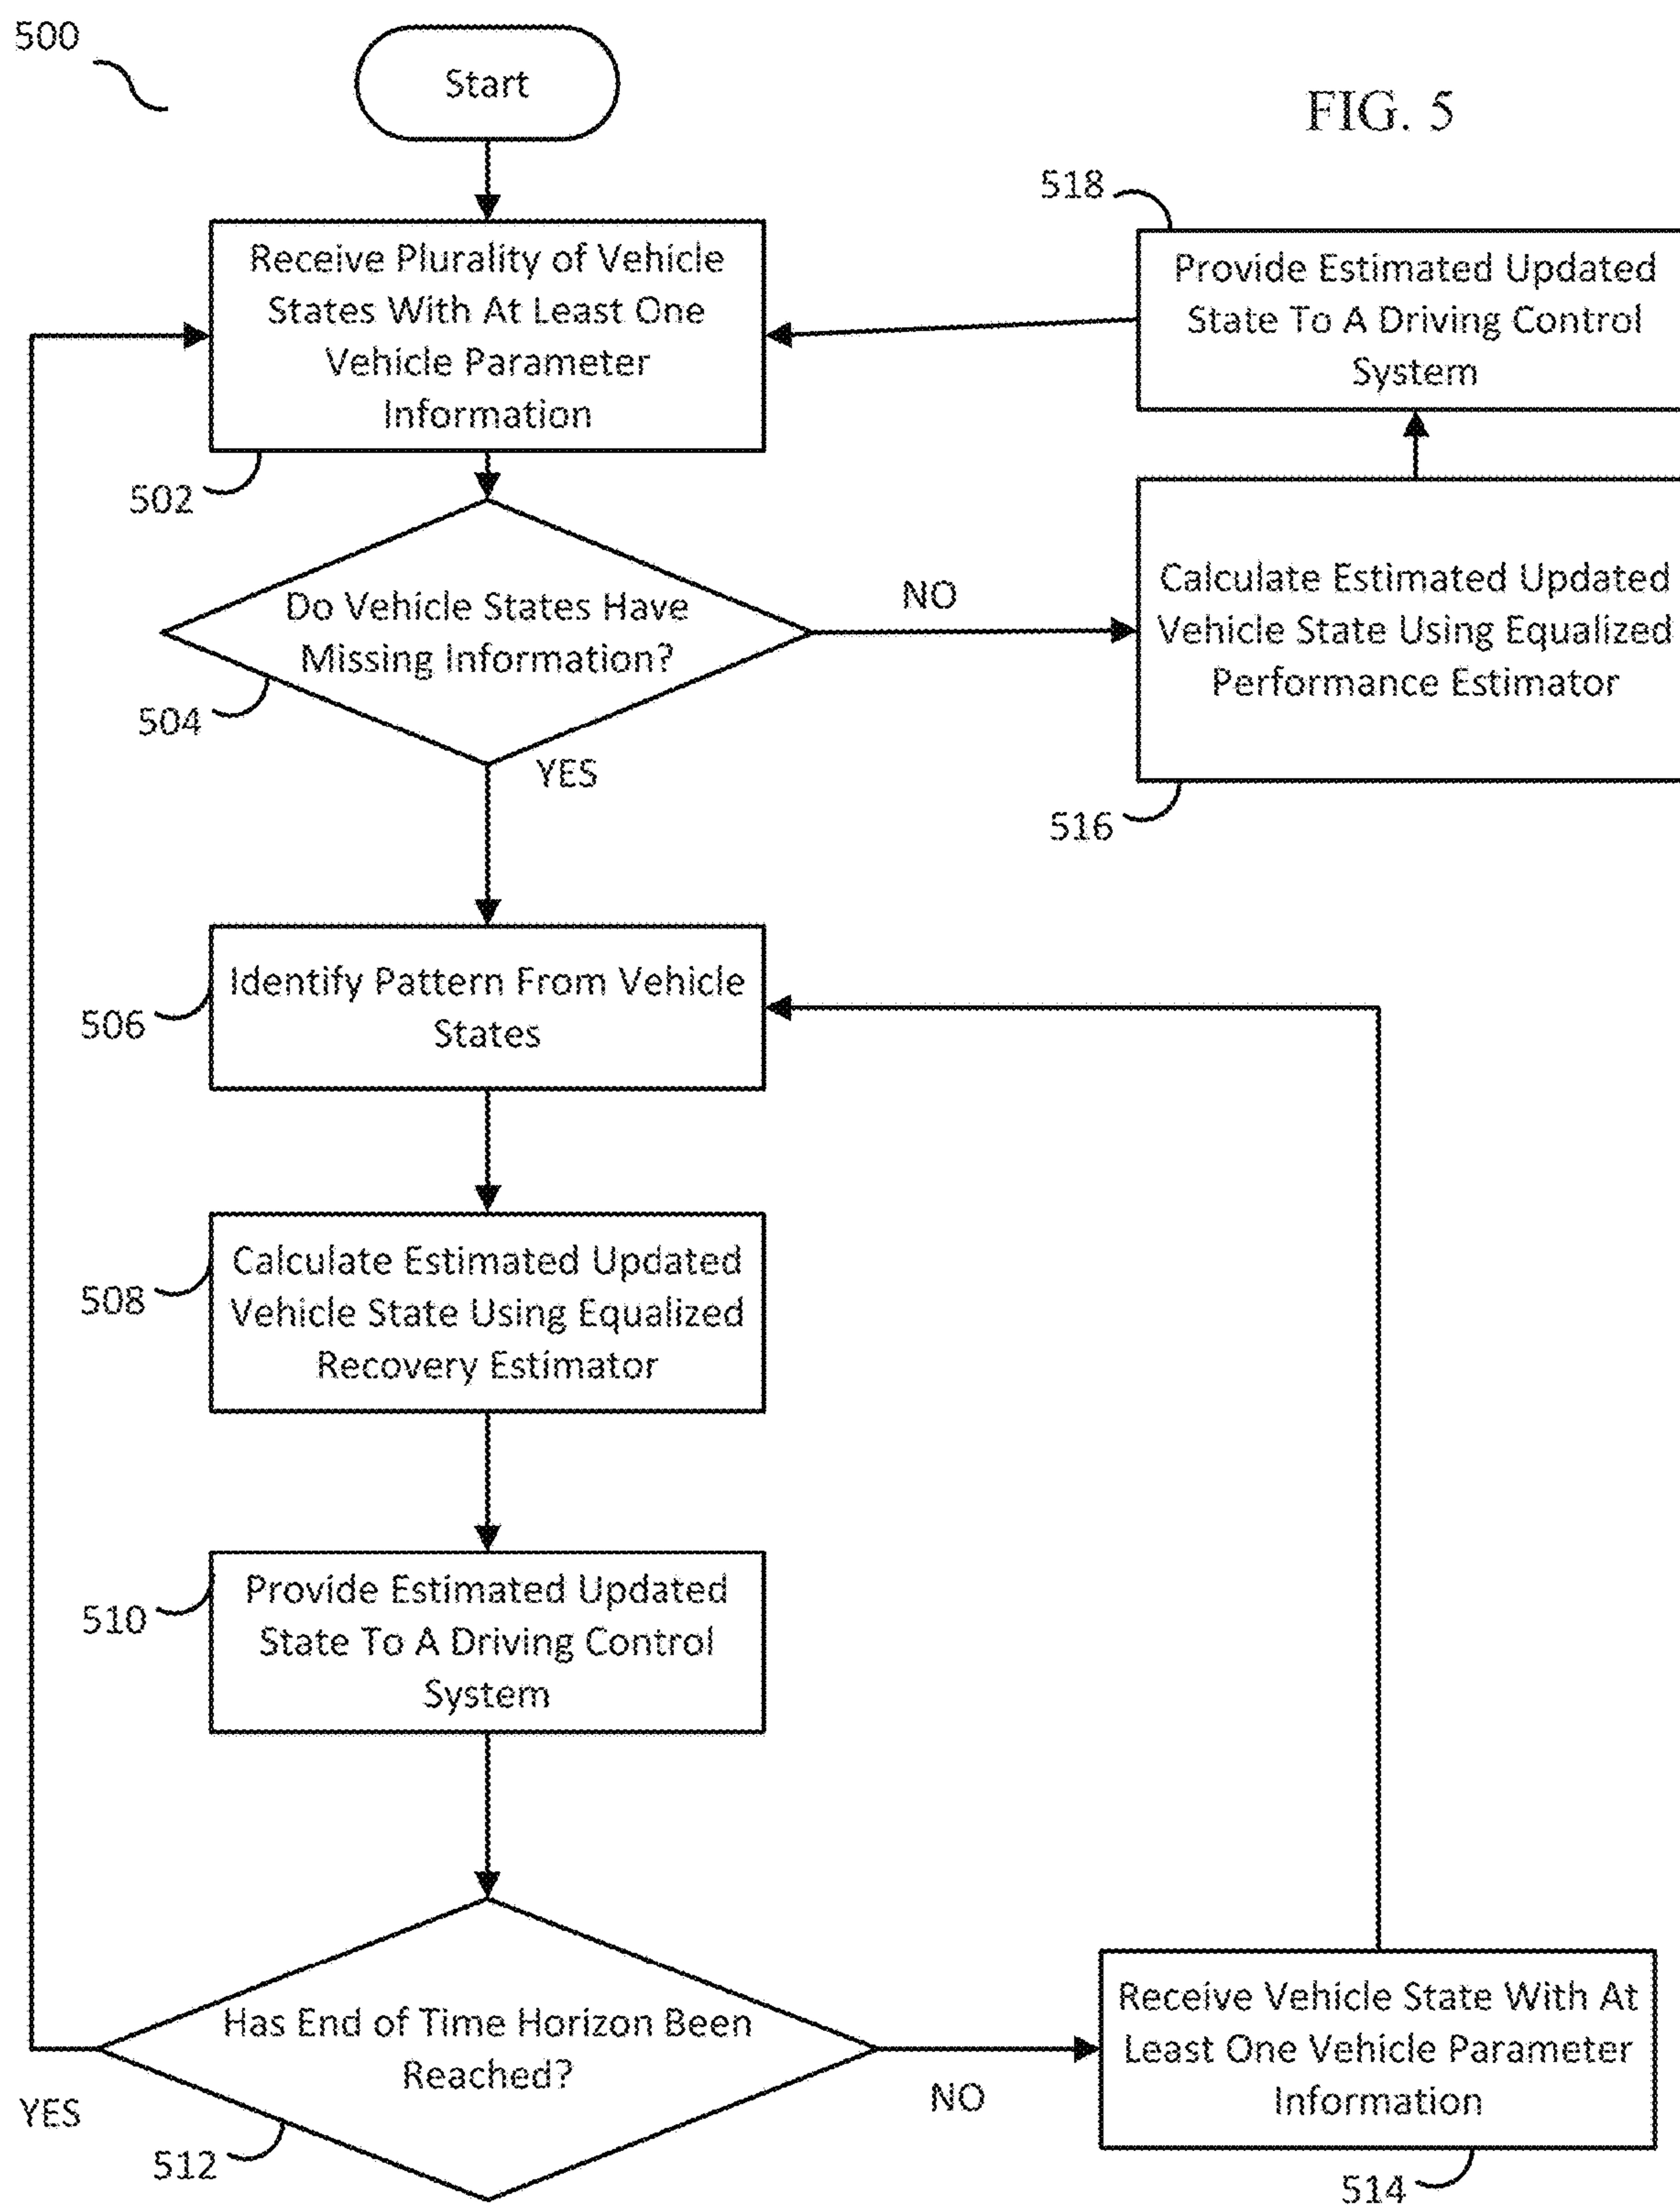 500
Start
FIG. 5
518
Receive Plurality of Vehicle
States With At Least One
Vehicle Parameter
Information
502
Provide Estimated Updated
State To A Driving Control
System
Do Vehicle States Have
Missing Information?
504
NO
YES
Calculate Estimated Updated
Vehicle State Using Equalized
Performance Estimator
516
Identify Pattern From Vehicle
States
506
Calculate Estimated Updated
Vehicle State Using Equalized
Recovery Estimator
508
Provide Estimated Updated
State To A Driving Control
System
510
Has End of Time Horizon Been
Reached?
YES
512
NO
Receive Vehicle State With At
Least One Vehicle Parameter
Information
514